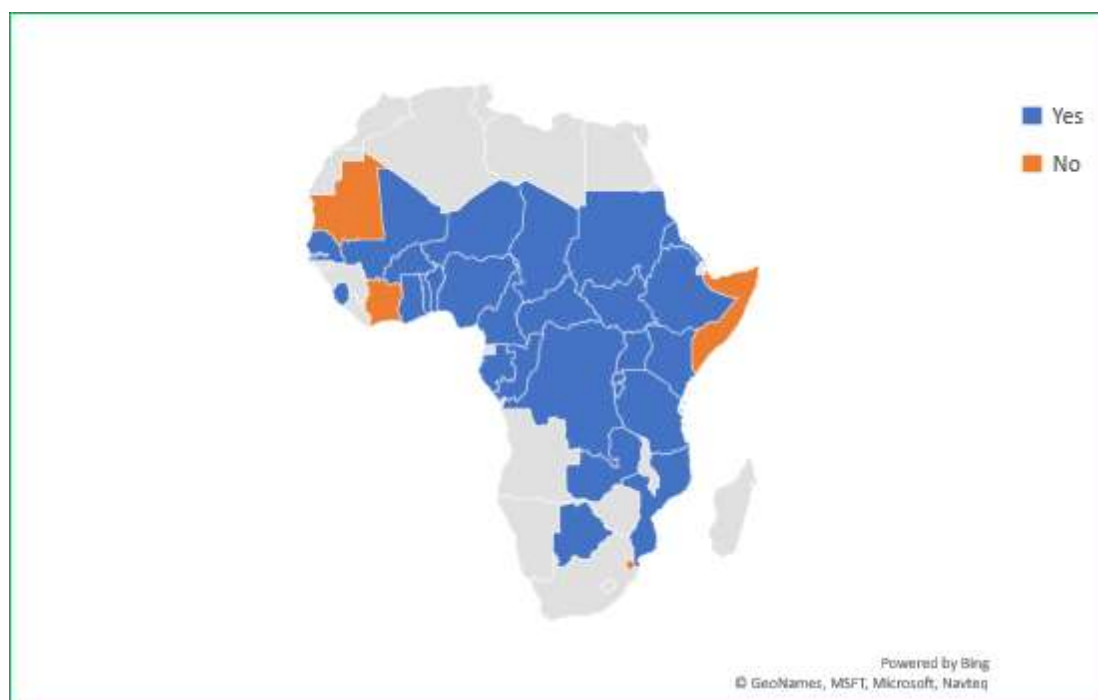 Yes
No
Powered by Bing
© GeoNames, MSFT, Microsoft, Navteq